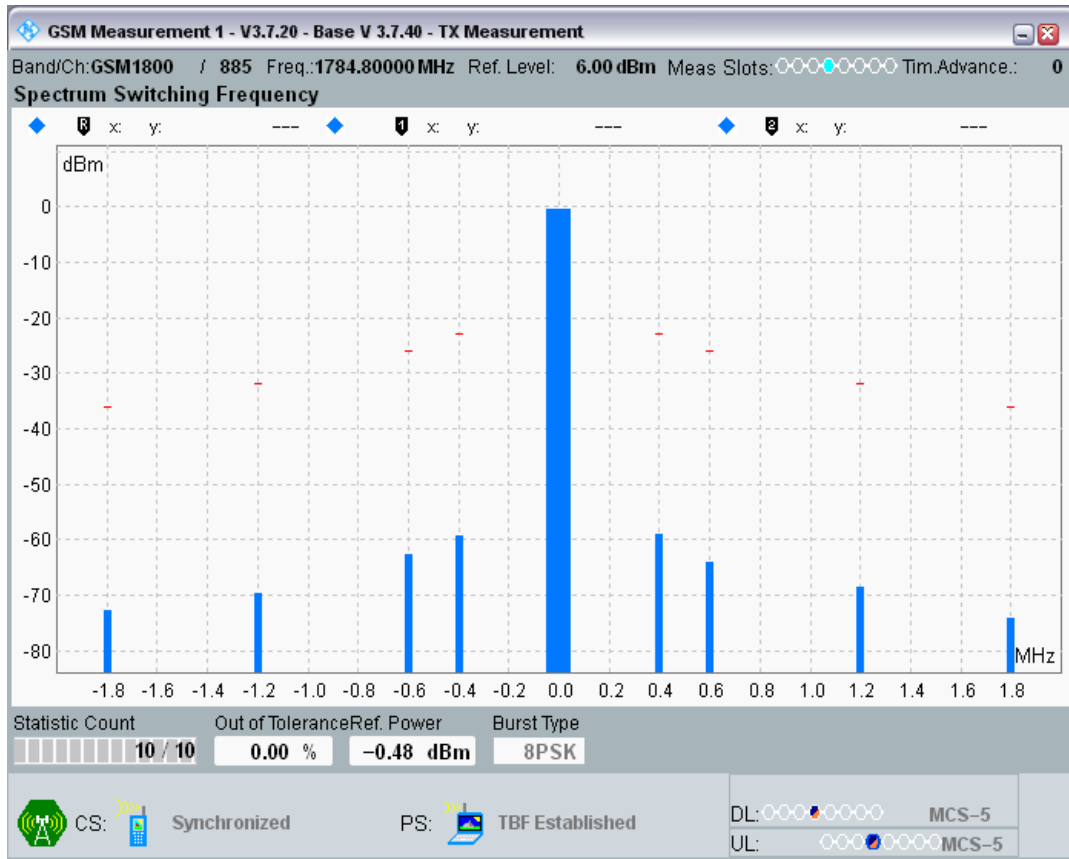 GSM Measurement 1 - V3.7.20 - Base V 3.7.40 - TX Measurement
Band/Ch:GSM1800 / 885 Freq.:1784.80000 MHz Ref. Level: 6.00 dBm Meas Slots: Tim.Advance.: 0
Spectrum Switching Frequency
R x: y: --- 1 x: y: --- 2 x: y: ---
dBm
0
-10
-20
-30
-40
-50
-60
-70
-80
MHz
-1.8 -1.6 -1.4 -1.2 -1.0 -0.8 -0.6 -0.4 -0.2 0.0 0.2 0.4 0.6 0.8 1.0 1.2 1.4 1.6 1.8
Statistic Count Out of Tolerance Ref. Power Burst Type
10 / 10 0.00 % −0.48 dBm 8PSK
CS: Synchronized PS: TBF Established DL: MCS−5
UL: MCS−5